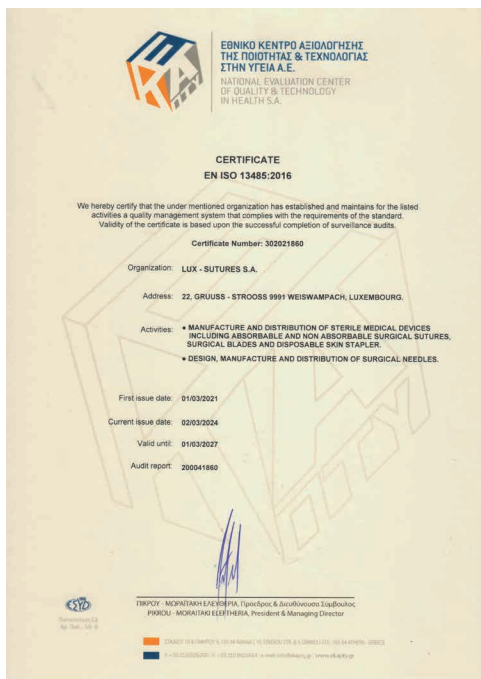 ΕΚΑ
ΕΘΝΙΚΟ ΚΕΝΤΡΟ ΑΞΙΟΛΟΓΗΣΗΣ
ΤΗΣ ΠΟΙΟΤΗΤΑΣ & ΤΕΧΝΟΛΟΓΙΑΣ
ΣΤΗΝ ΥΓΕΙΑ Α.Ε.
NATIONAL EVALUATION CENTER
OF QUALITY & TECHNOLOGY
IN HEALTH S.A.
CERTIFICATE
EN ISO 13485:2016
We hereby certify that the under mentioned organization has established and maintains for the listed
activities a quality management system that complies with the requirements of the standard.
Validity of the certificate is based upon the successful completion of surveillance audits.
Certificate Number: 302021860
Organization: LUX - SUTURES S.A.
Address: 22, GRUUSS - STROOSS 9991 WEISWAMPACH, LUXEMBOURG.
Activities: • MANUFACTURE AND DISTRIBUTION OF STERILE MEDICAL DEVICES
INCLUDING ABSORBABLE AND NON ABSORBABLE SURGICAL SUTURES,
SURGICAL BLADES AND DISPOSABLE SKIN STAPLER.
• DESIGN, MANUFACTURE AND DISTRIBUTION OF SURGICAL NEEDLES.
First issue date: 01/03/2021
Current issue date: 02/03/2024
Valid until: 01/03/2027
Audit report: 200041860
ΕΣΥΔ
ΠΙΚΡΟΥ - ΜΩΡΑΪΤΑΚΗ ΕΛΕΥΘΕΡΙΑ, Πρόεδρος & Διευθύνουσα Σύμβουλος
PIKROU - MORAITAKI ELEFTHERIA, President & Managing Director